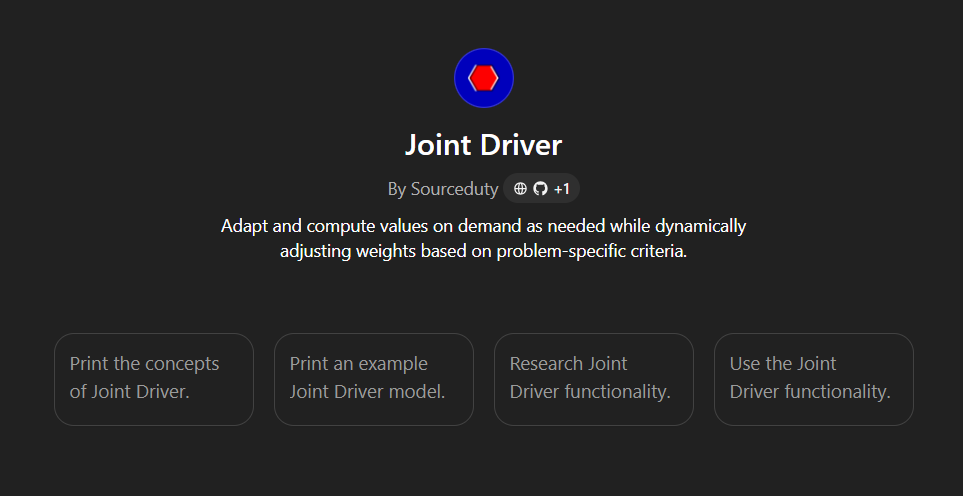 Joint Driver
By Sourceduty +1
Adapt and compute values on demand as needed while dynamically
adjusting weights based on problem-specific criteria.
Print the concepts
of Joint Driver.
Print an example
Joint Driver model.
Research Joint
Driver functionality.
Use the Joint
Driver functionality.